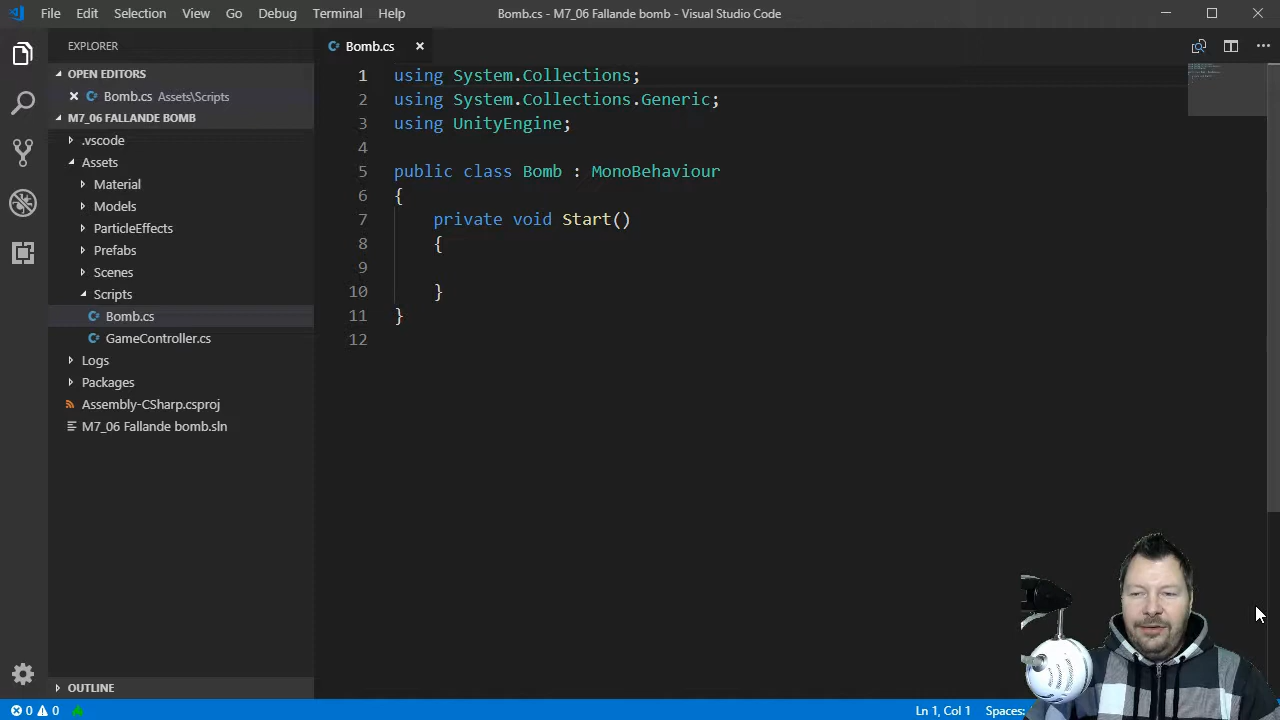 File Edit Selection View Go Debug Terminal Help
Bomb.cs - M7_06 Fallande bomb - Visual Studio Code
EXPLORER
OPEN EDITORS
Bomb.cs Assets\Scripts
M7_06 FALLANDE BOMB
.vscode
Assets
Material
Models
ParticleEffects
Prefabs
Scenes
Scripts
Bomb.cs
GameController.cs
Logs
Packages
Assembly-CSharp.csproj
M7_06 Fallande bomb.sln
OUTLINE
Bomb.cs
1 using System.Collections;
2 using System.Collections.Generic;
3 using UnityEngine;
4
5 public class Bomb : MonoBehaviour
6 {
7 private void Start()
8 {
9
10 }
11 }
12
0 0
Ln 1, Col 1 Spaces: